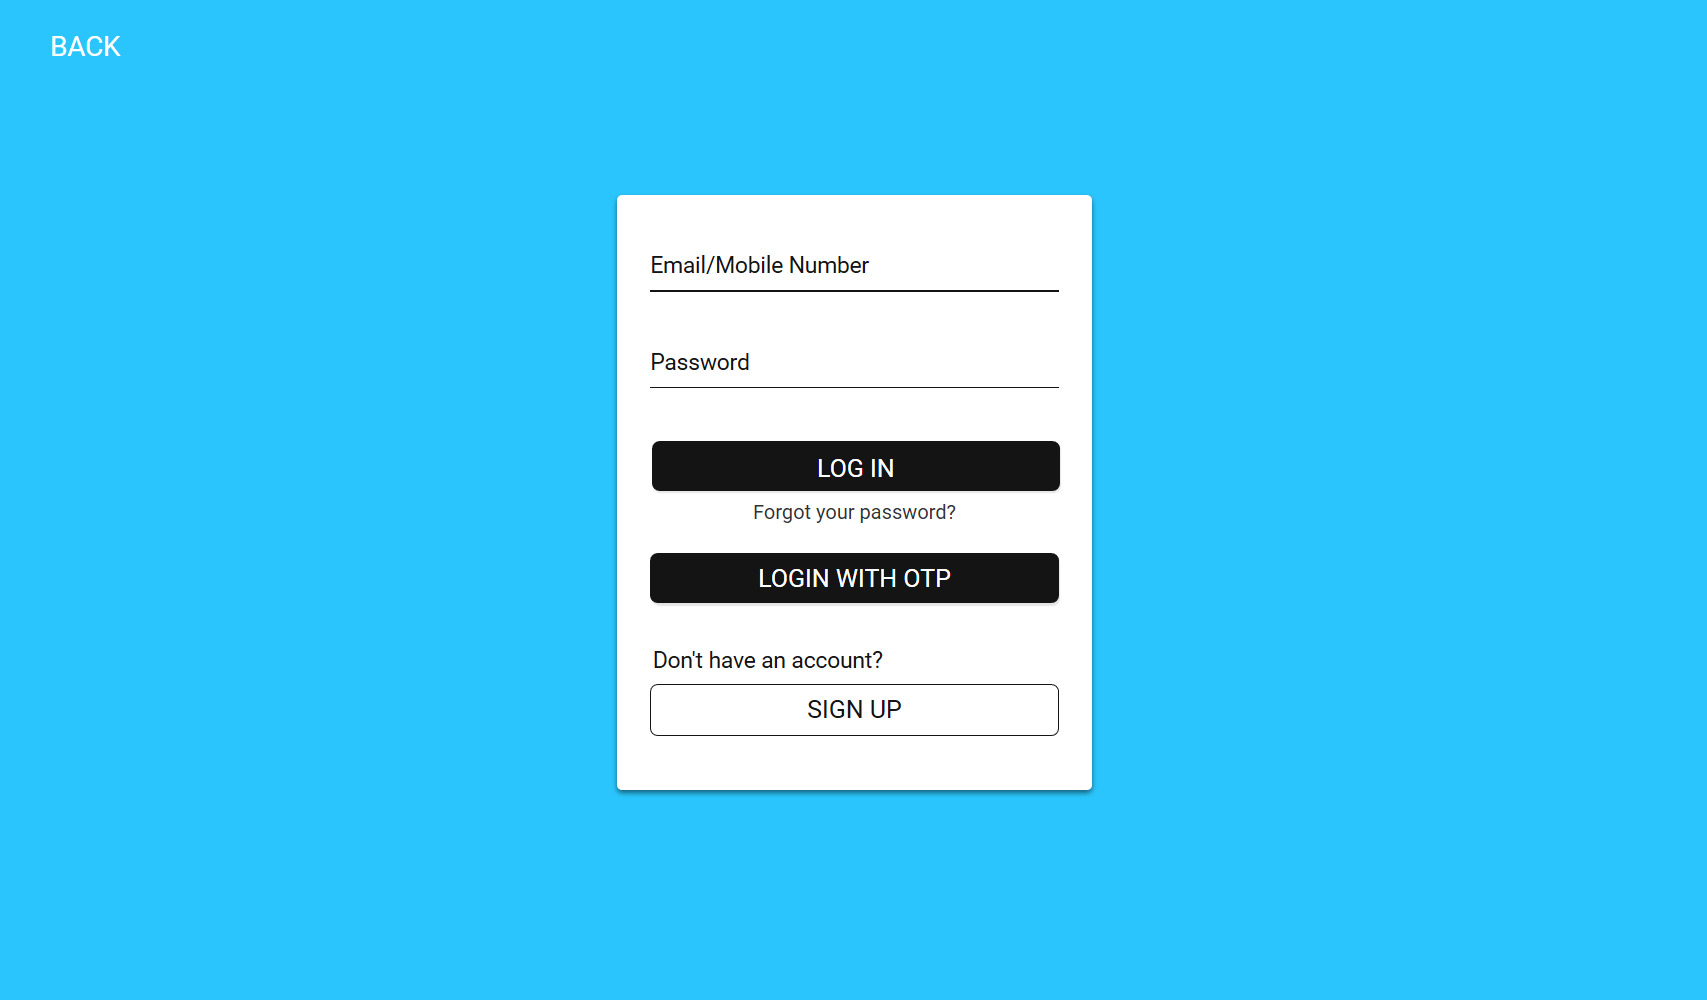 BACK
Email/Mobile Number
Password
LOG IN
Forgot your password?
LOGIN WITH OTP
Don't have an account?
SIGN UP